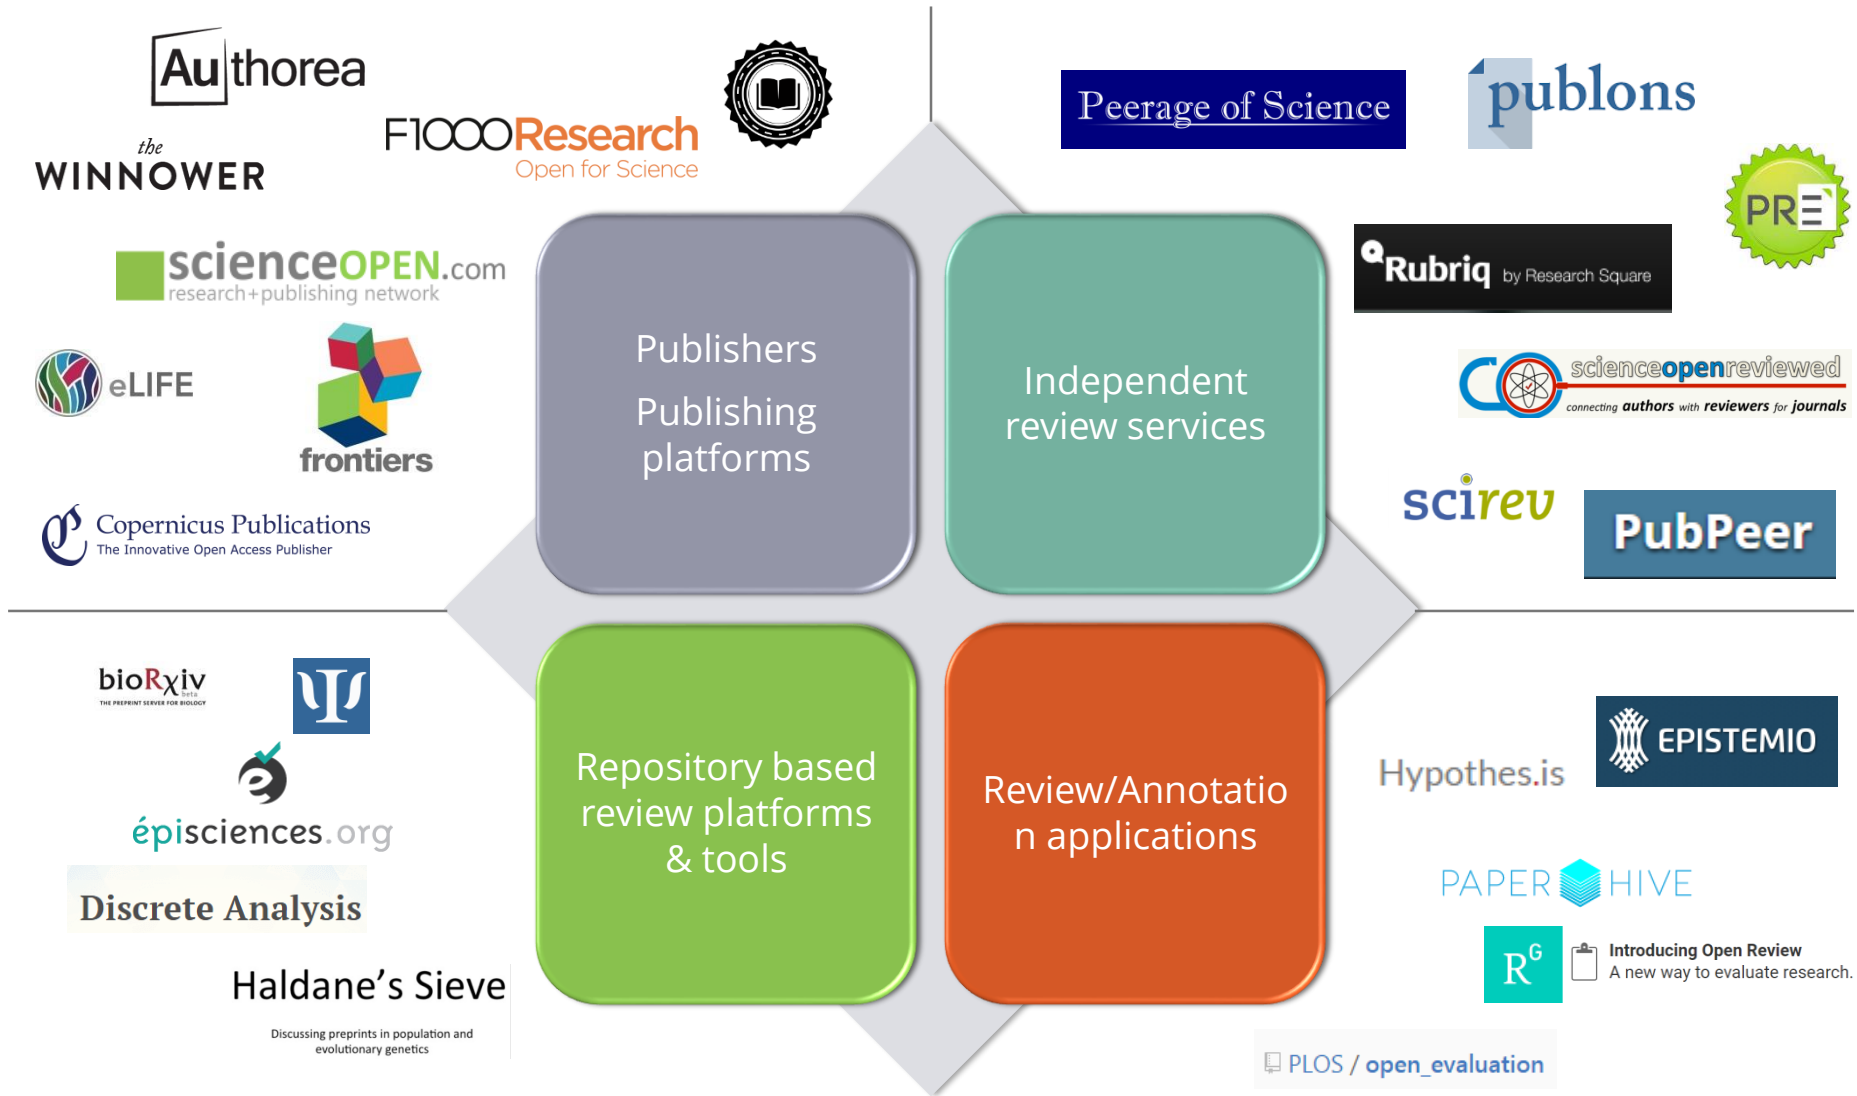 Authorea
the
WINNOWER
F1000Research
Open for Science
scienceOPEN.com
research+publishing network
eLIFE
frontiers
Copernicus Publications
The Innovative Open Access Publisher
Publishers
Publishing
platforms
Peerage of Science
publons
PRE
Rubriq by Research Square
scienceopenreviewed
connecting authors with reviewers for journals
scirev
PubPeer
Independent
review services
bioRxiv
beta
THE PREPRINT SERVER FOR BIOLOGY
Ψ
épisciences.org
Discrete Analysis
Haldane’s Sieve
Discussing preprints in population and
evolutionary genetics
Repository based
review platforms
& tools
Review/Annotatio
n applications
Hypothes.is
EPISTEMIO
PAPER HIVE
RG
Introducing Open Review
A new way to evaluate research.
PLOS / open_evaluation